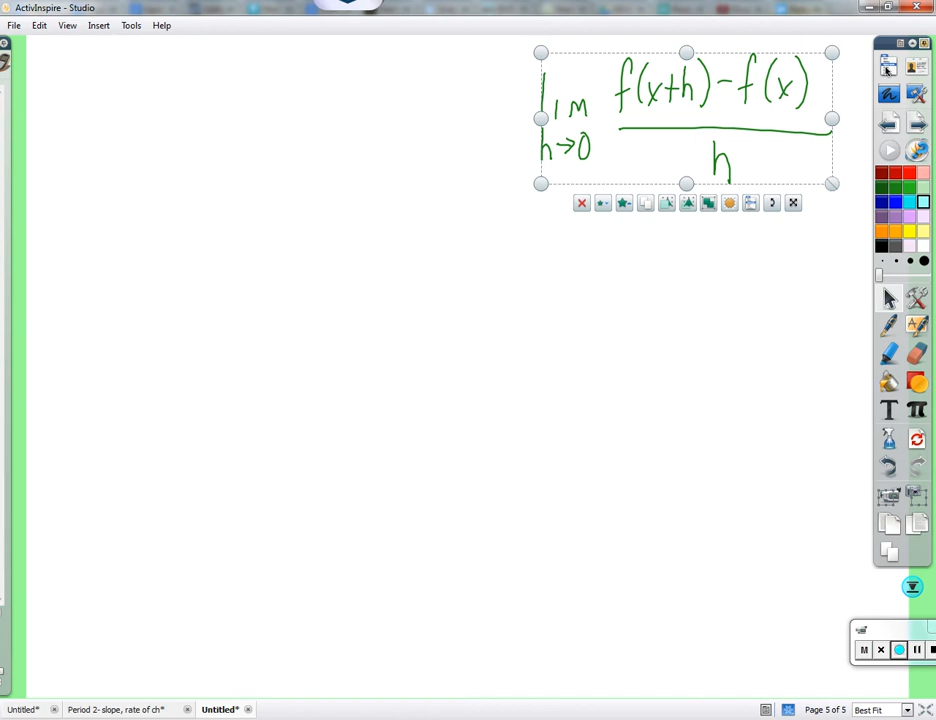 ActivInspire - Studio
File Edit View Insert Tools Help
lim f(x+h) - f(x)
h→0 h
M
Untitled* Period 2- slope, rate of ch* Untitled* Page 5 of 5 Best Fit